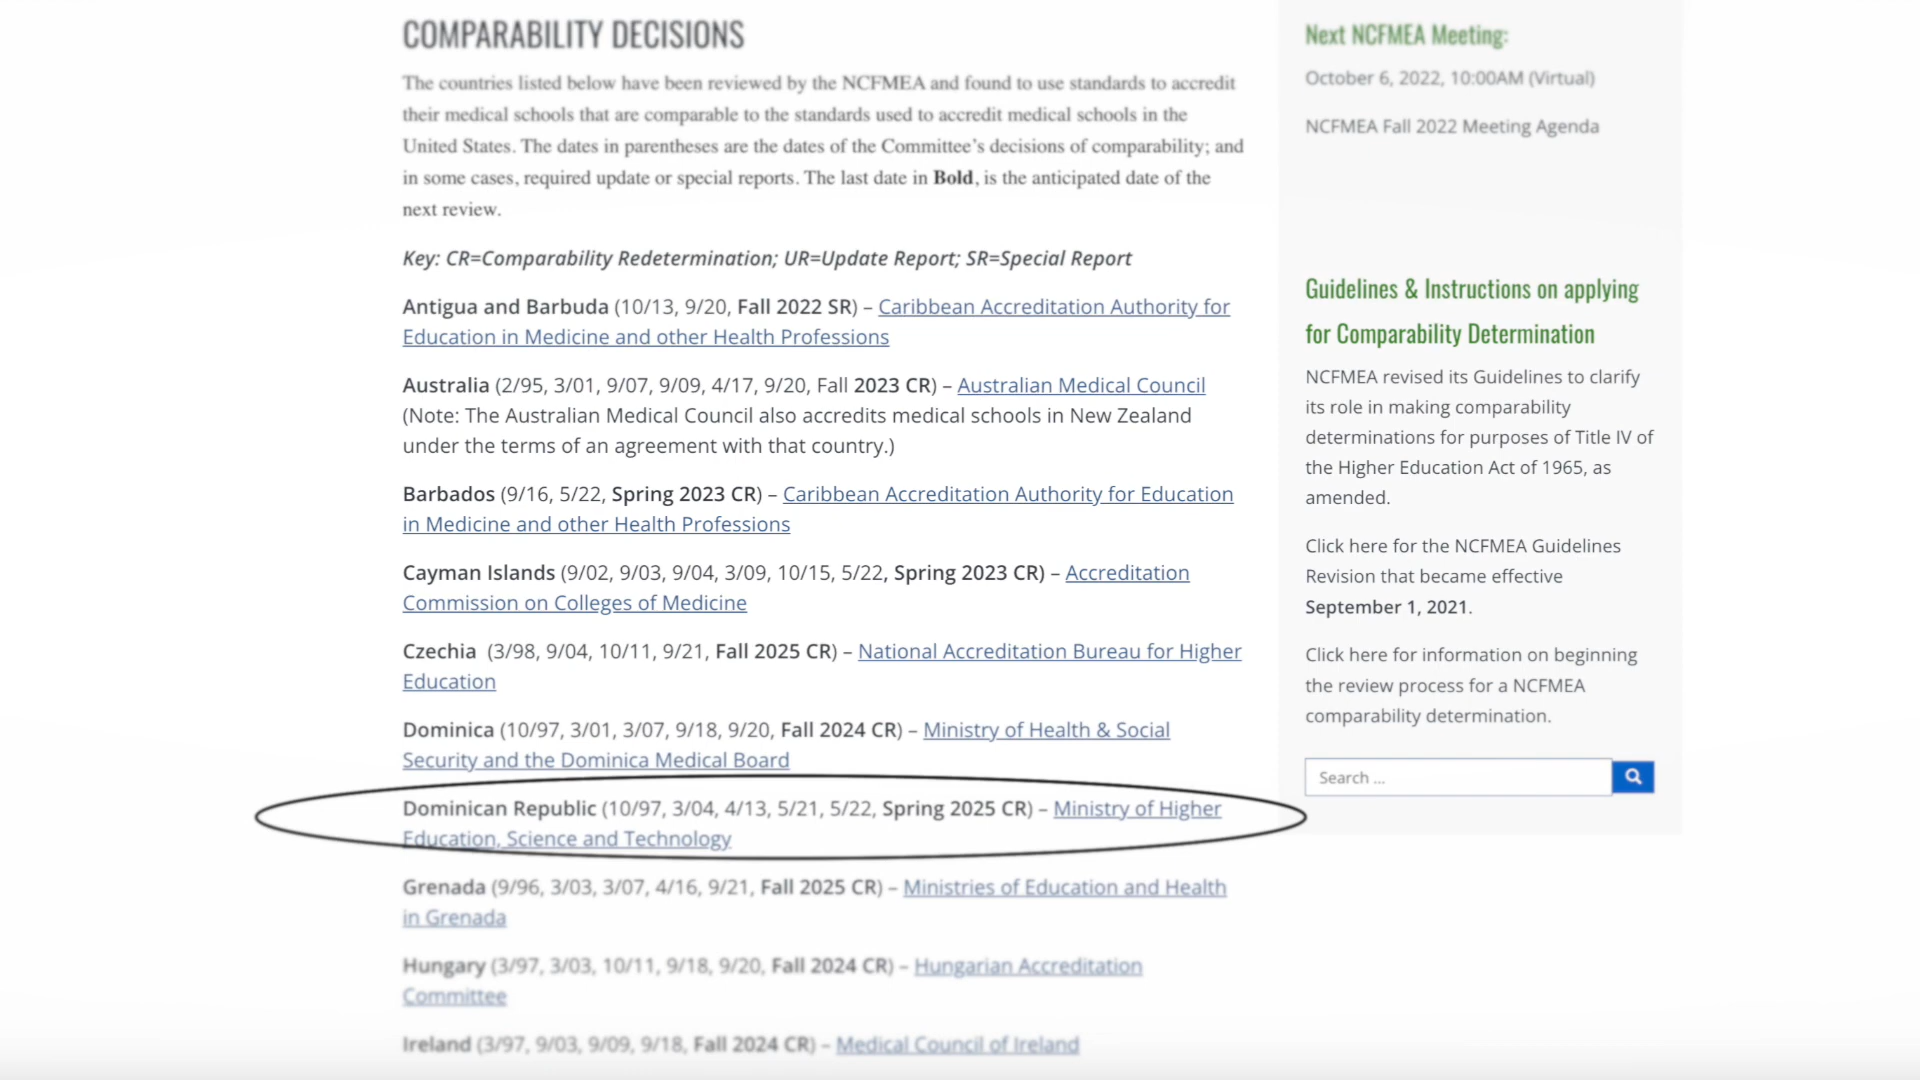 COMPARABILITY DECISIONS
The countries listed below have been reviewed by the NCFMEA and found to use standards to accredit
their medical schools that are comparable to the standards used to accredit medical schools in the
United States. The dates in parentheses are the dates of the Committee's decisions of comparability; and
in some cases, required update or special reports. The last date in Bold, is the anticipated date of the
next review.
Key: CR=Comparability Redetermination; UR=Update Report; SR=Special Report
Antigua and Barbuda (10/13, 9/20, Fall 2022 SR) – Caribbean Accreditation Authority for
Education in Medicine and other Health Professions
Australia (2/95, 3/01, 9/07, 9/09, 4/17, 9/20, Fall 2023 CR) – Australian Medical Council
(Note: The Australian Medical Council also accredits medical schools in New Zealand
under the terms of an agreement with that country.)
Barbados (9/16, 5/22, Spring 2023 CR) – Caribbean Accreditation Authority for Education
in Medicine and other Health Professions
Cayman Islands (9/02, 9/03, 9/04, 3/09, 10/15, 5/22, Spring 2023 CR) – Accreditation
Commission on Colleges of Medicine
Czechia (3/98, 9/04, 10/11, 9/21, Fall 2025 CR) – National Accreditation Bureau for Higher
Education
Dominica (10/97, 3/01, 3/07, 9/18, 9/20, Fall 2024 CR) – Ministry of Health & Social
Security and the Dominica Medical Board
Dominican Republic (10/97, 3/04, 4/13, 5/21, 5/22, Spring 2025 CR) – Ministry of Higher
Education, Science and Technology
Grenada (9/96, 3/03, 3/07, 4/16, 9/21, Fall 2025 CR) – Ministries of Education and Health
in Grenada
Hungary (3/97, 3/03, 10/11, 9/18, 9/20, Fall 2024 CR) – Hungarian Accreditation
Committee
Ireland (3/97, 9/03, 9/09, 9/18, Fall 2024 CR) – Medical Council of Ireland
Next NCFMEA Meeting:
October 6, 2022, 10:00AM (Virtual)
NCFMEA Fall 2022 Meeting Agenda
Guidelines & Instructions on applying
for Comparability Determination
NCFMEA revised its Guidelines to clarify
its role in making comparability
determinations for purposes of Title IV of
the Higher Education Act of 1965, as
amended.
Click here for the NCFMEA Guidelines
Revision that became effective
September 1, 2021.
Click here for information on beginning
the review process for a NCFMEA
comparability determination.
Search ...